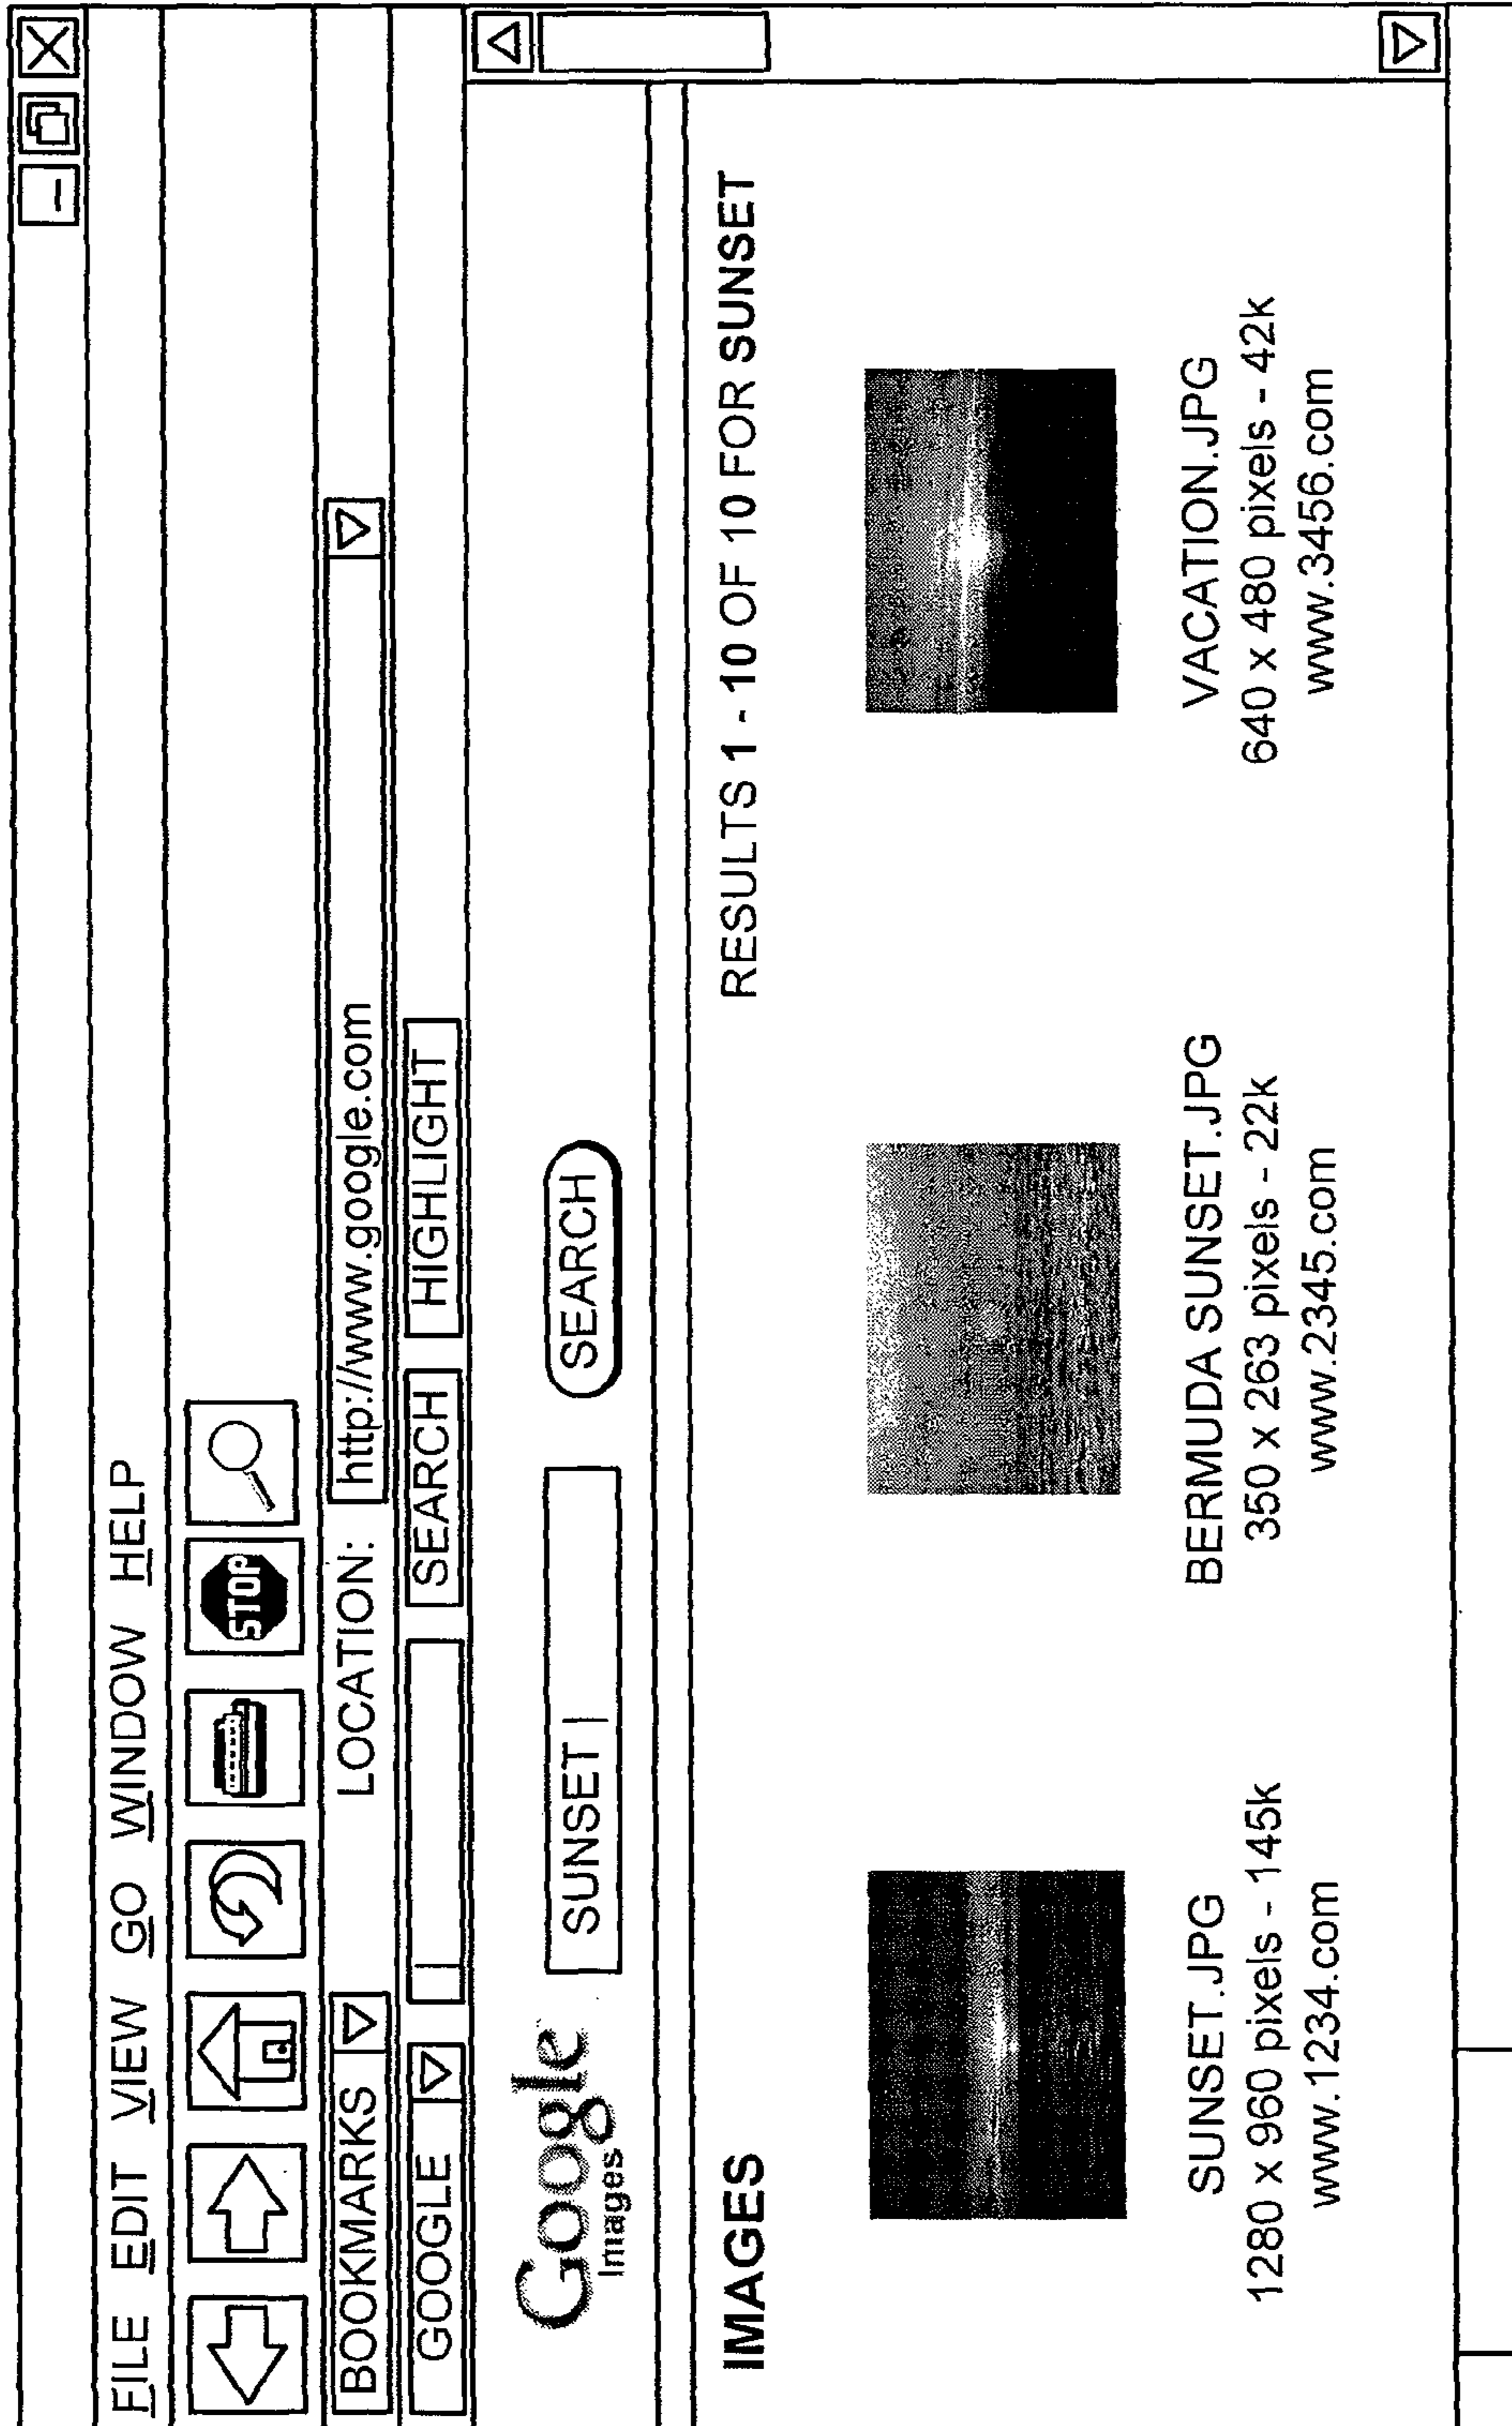 FILE EDIT VIEW GO WINDOW HELP
STOP
BOOKMARKS LOCATION: http://www.google.com
GOOGLE SEARCH HIGHLIGHT
Google Images SUNSET SEARCH
IMAGES RESULTS 1 - 10 OF 10 FOR SUNSET
SUNSET.JPG BERMUDA SUNSET.JPG VACATION.JPG
1280 x 960 pixels - 145k 350 x 263 pixels - 22k 640 x 480 pixels - 42k
www.1234.com www.2345.com www.3456.com